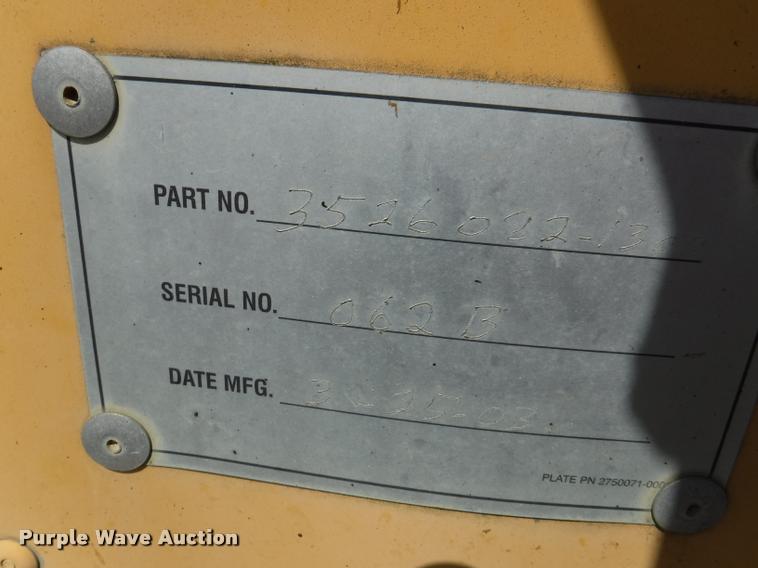 PART NO. 3526022-13
SERIAL NO. 062B
DATE MFG.
PLATE PN 2750071-000
Purple Wave Auction